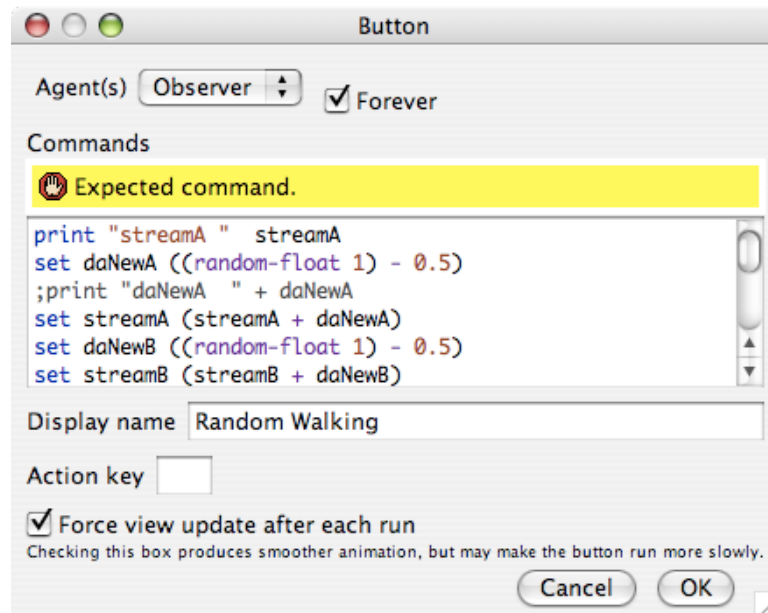 Button
Agent(s) Observer Forever
Commands
Expected command.
print "streamA "  streamA
set daNewA ((random-float 1) - 0.5)
;print "daNewA  " + daNewA
set streamA (streamA + daNewA)
set daNewB ((random-float 1) - 0.5)
set streamB (streamB + daNewB)
Display name Random Walking
Action key
Force view update after each run
Checking this box produces smoother animation, but may make the button run more slowly.
Cancel OK